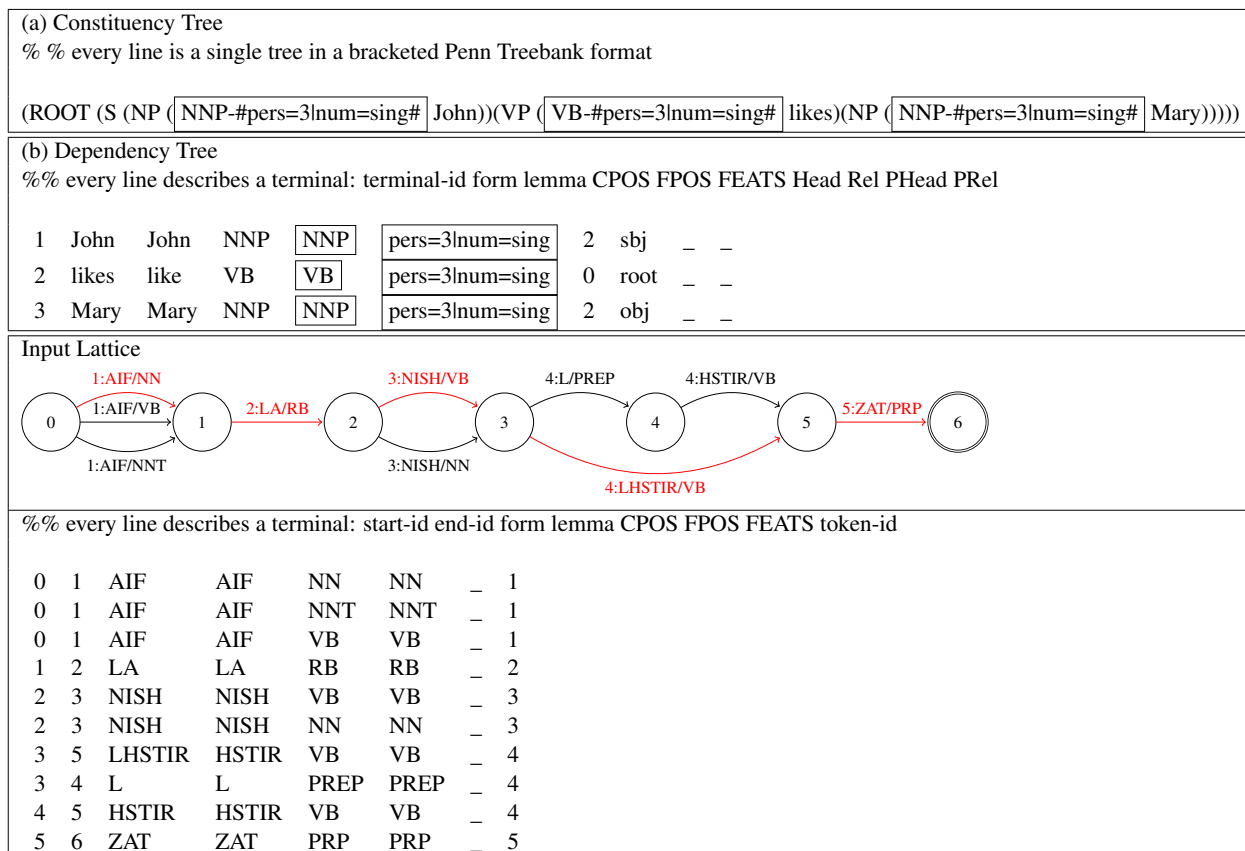 (a) Constituency Tree
% % every line is a single tree in a bracketed Penn Treebank format
(ROOT (S (NP ( NNP-#pers=3|num=sing# John))(VP ( VB-#pers=3|num=sing# likes)(NP ( NNP-#pers=3|num=sing# Mary)))))
(b) Dependency Tree
%% every line describes a terminal: terminal-id form lemma CPOS FPOS FEATS Head Rel PHead PRel
1 John John NNP NNP pers=3|num=sing 2 sbj _ _
2 likes like VB VB pers=3|num=sing 0 root _ _
3 Mary Mary NNP NNP pers=3|num=sing 2 obj _ _
Input Lattice
1:AIF/NN 3:NISH/VB 4:L/PREP 4:HSTIR/VB
1:AIF/VB 2:LA/RB 5:ZAT/PRP
0 1 2 3 4 5 6
1:AIF/NNT 3:NISH/NN
4:LHSTIR/VB
%% every line describes a terminal: start-id end-id form lemma CPOS FPOS FEATS token-id
0 1 AIF AIF NN NN _ 1
0 1 AIF AIF NNT NNT _ 1
0 1 AIF AIF VB VB _ 1
1 2 LA LA RB RB _ 2
2 3 NISH NISH VB VB _ 3
2 3 NISH NISH NN NN _ 3
3 5 LHSTIR HSTIR VB VB _ 4
3 4 L L PREP PREP _ 4
4 5 HSTIR HSTIR VB VB _ 4
5 6 ZAT ZAT PRP PRP _ 5